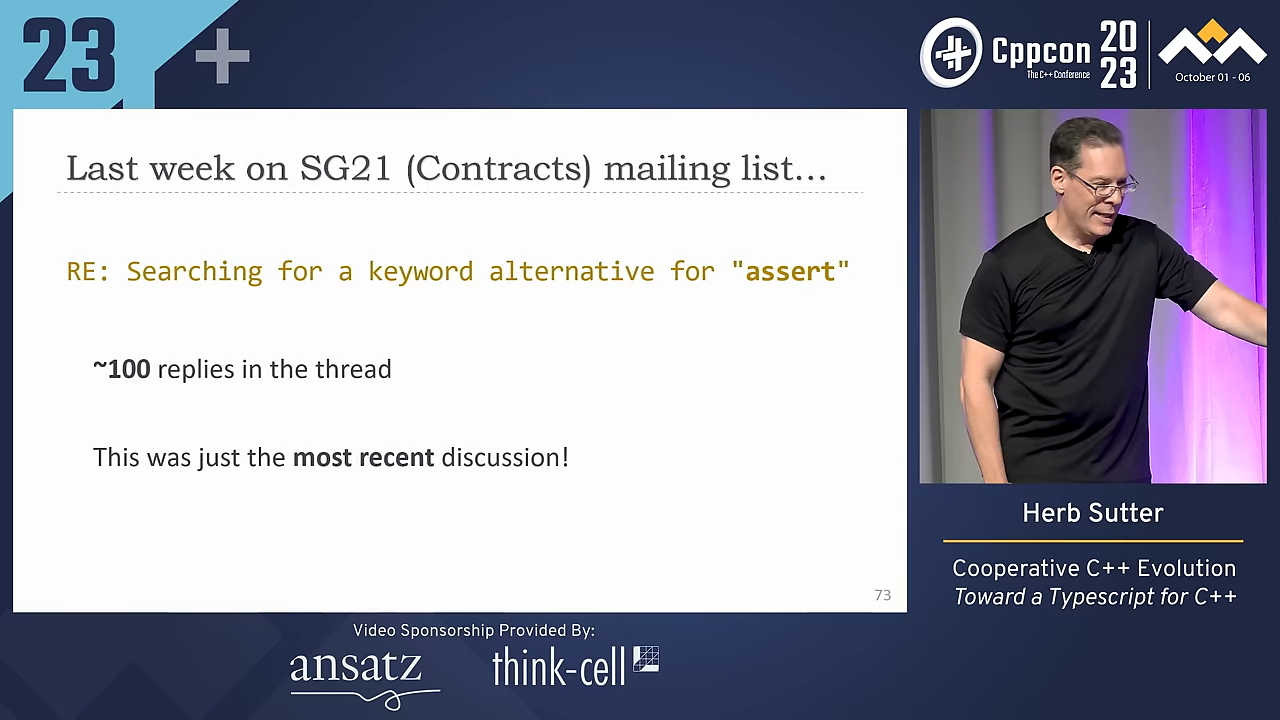 23
Cppcon
The C++ Conference
20
23
October 01 - 06
Last week on SG21 (Contracts) mailing list...
RE: Searching for a keyword alternative for "assert"
~100 replies in the thread
This was just the most recent discussion!
73
Herb Sutter
Cooperative C++ Evolution
Toward a Typescript for C++
Video Sponsorship Provided By:
ansatz
think-cell